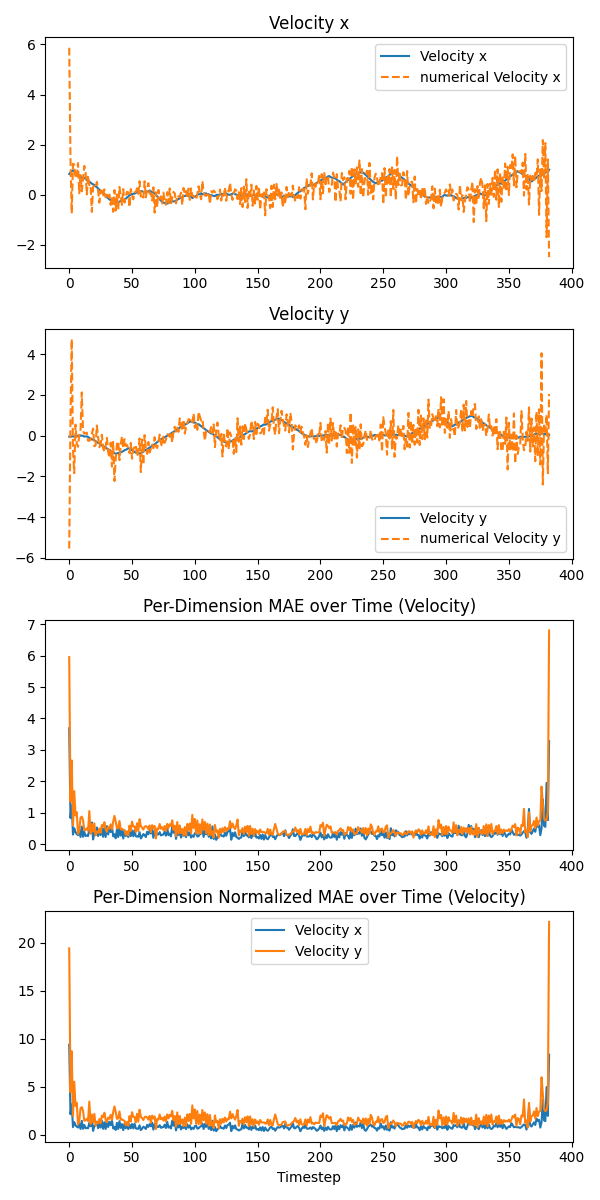 Velocity x
Velocity x
numerical Velocity x
6
4
2
0
−2
0 50 100 150 200 250 300 350 400
Velocity y
4
2
0
−2
−4
−6
Velocity y
numerical Velocity y
0 50 100 150 200 250 300 350 400
Per-Dimension MAE over Time (Velocity)
7
6
5
4
3
2
1
0
0 50 100 150 200 250 300 350 400
Per-Dimension Normalized MAE over Time (Velocity)
Velocity x
Velocity y
20
15
10
5
0
0 50 100 150 200 250 300 350 400
Timestep